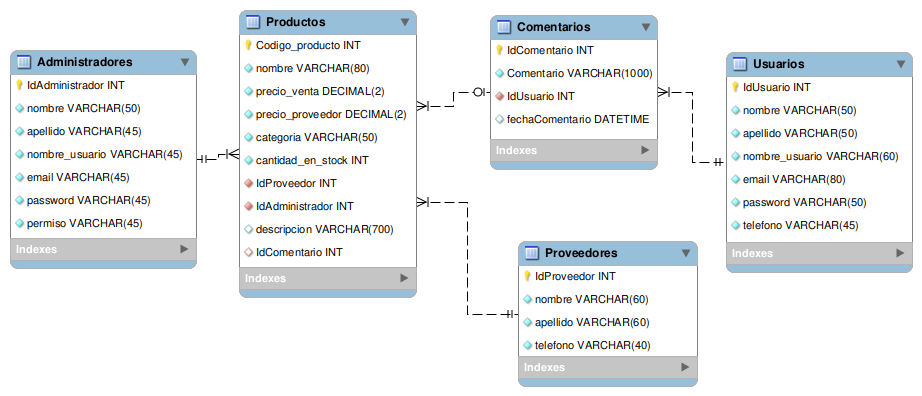 Administradores
IdAdministrador INT
nombre VARCHAR(50)
apellido VARCHAR(45)
nombre_usuario VARCHAR(45)
email VARCHAR(45)
password VARCHAR(45)
permiso VARCHAR(45)
Indexes
Productos
Codigo_producto INT
nombre VARCHAR(80)
precio_venta DECIMAL(2)
precio_proveedor DECIMAL(2)
categoria VARCHAR(50)
cantidad_en_stock INT
IdProveedor INT
IdAdministrador INT
descripcion VARCHAR(700)
IdComentario INT
Indexes
Comentarios
IdComentario INT
Comentario VARCHAR(1000)
IdUsuario INT
fechaComentario DATETIME
Indexes
Usuarios
IdUsuario INT
nombre VARCHAR(50)
apellido VARCHAR(50)
nombre_usuario VARCHAR(60)
email VARCHAR(80)
password VARCHAR(50)
telefono VARCHAR(45)
Indexes
Proveedores
IdProveedor INT
nombre VARCHAR(60)
apellido VARCHAR(60)
telefono VARCHAR(40)
Indexes